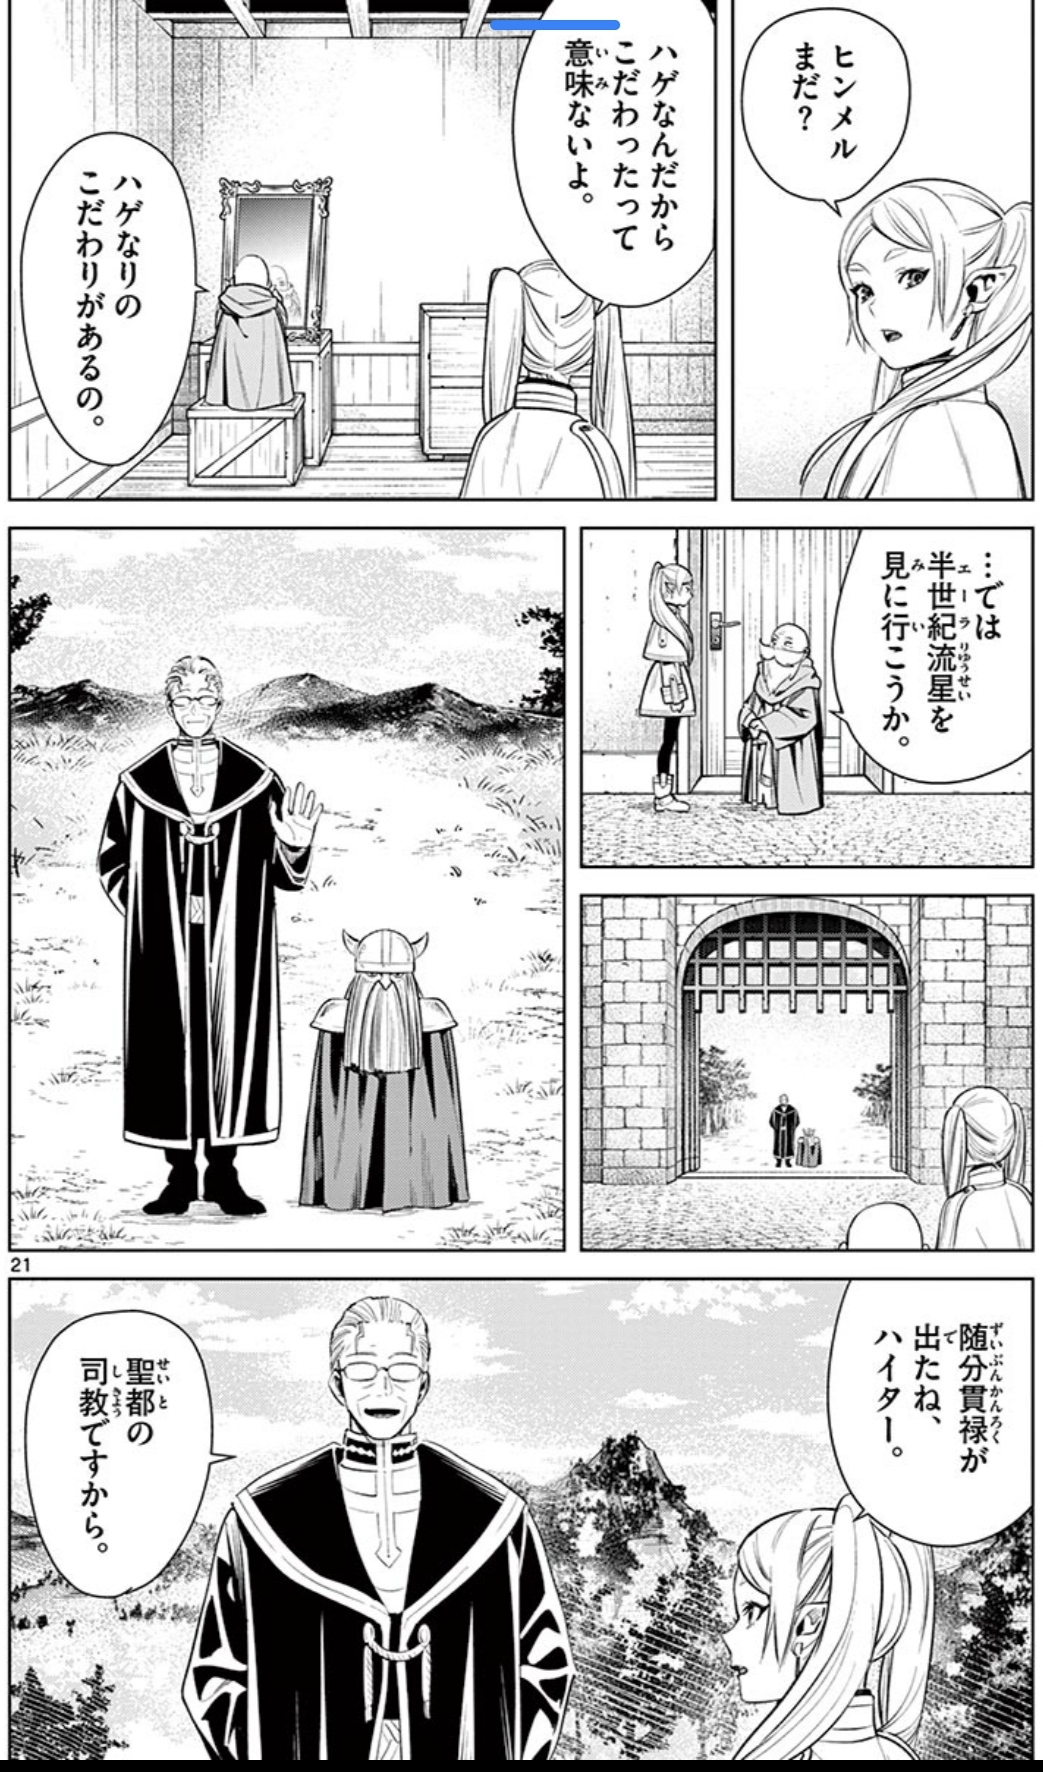 ヒンメル
まだ？
ハゲなんだから
こだわったって
意味ないよ。
ハゲなりの
こだわりがあるの。
…では
半世紀流星を
見に行こうか。
随分貫禄が
出たね、
ハイター。
聖都の
司教ですから。
21